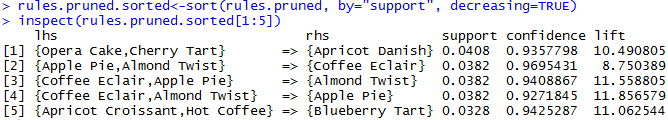 > rules.pruned.sorted<-sort(rules.pruned, by="support", decreasing=TRUE)
> inspect(rules.pruned.sorted[1:5])
lhs rhs support confidence lift
[1] {Opera Cake,Cherry Tart} => {Apricot Danish} 0.0408 0.9357798 10.490805
[2] {Apple Pie,Almond Twist} => {Coffee Eclair} 0.0382 0.9695431 8.750389
[3] {Coffee Eclair,Apple Pie} => {Almond Twist} 0.0382 0.9408867 11.558805
[4] {Coffee Eclair,Almond Twist} => {Apple Pie} 0.0382 0.9271845 11.856579
[5] {Apricot Croissant,Hot Coffee} => {Blueberry Tart} 0.0328 0.9425287 11.062544